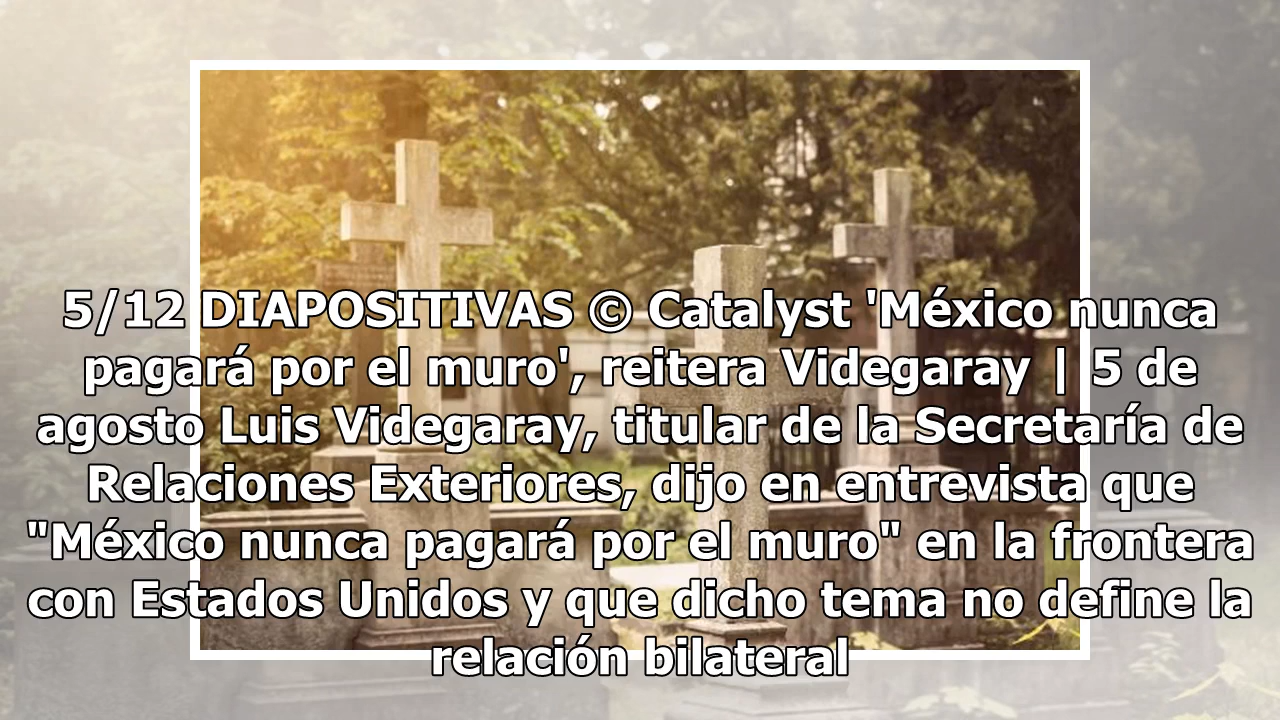 5/12 DIAPOSITIVAS © Catalyst 'México nunca
pagará por el muro', reitera Videgaray | 5 de
agosto Luis Videgaray, titular de la Secretaría de
Relaciones Exteriores, dijo en entrevista que
"México nunca pagará por el muro" en la frontera
con Estados Unidos y que dicho tema no define la
relación bilateral